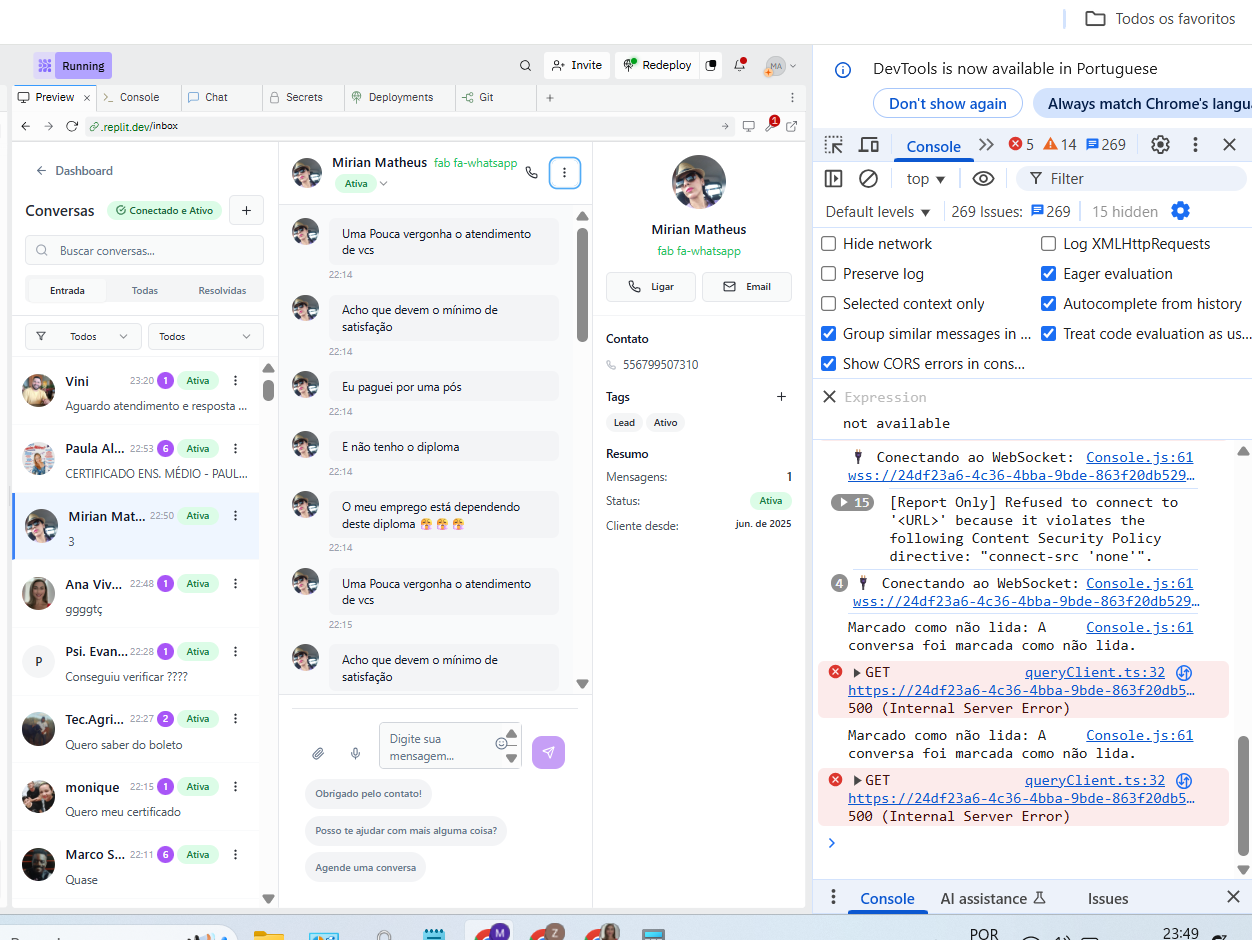 Todos os favoritos
Running
Invite
Redeploy
MA
Preview
Console
Chat
Secrets
Deployments
Git
.replit.dev/inbox
1
Dashboard
Conversas
Conectado e Ativo
Buscar conversas...
Entrada
Todas
Resolvidas
Todos
Todos
Vini
23:20
1
Ativa
Aguardo atendimento e resposta ...
Paula Al...
22:53
6
Ativa
CERTIFICADO ENS. MÉDIO - PAUL...
Mirian Mat...
22:50
Ativa
3
Ana Viv...
22:48
1
Ativa
ggggtç
P
Psi. Evan...
22:28
1
Ativa
Conseguiu verificar ????
Tec.Agri...
22:27
2
Ativa
Quero saber do boleto
monique
22:15
1
Ativa
Quero meu certificado
Marco S...
22:11
6
Ativa
Quase
Mirian Matheus
fab fa-whatsapp
Ativa
Uma Pouca vergonha o atendimento
de vcs
22:14
Acho que devem o mínimo de
satisfação
22:14
Eu paguei por uma pós
22:14
E não tenho o diploma
22:14
O meu emprego está dependendo
deste diploma
22:14
Uma Pouca vergonha o atendimento
de vcs
22:15
Acho que devem o mínimo de
satisfação
Digite sua
mensagem...
Obrigado pelo contato!
Posso te ajudar com mais alguma coisa?
Agende uma conversa
Mirian Matheus
fab fa-whatsapp
Ligar
Email
Contato
556799507310
Tags
Lead
Ativo
Resumo
Mensagens:
1
Status:
Ativa
Cliente desde:
jun. de 2025
DevTools is now available in Portuguese
Don't show again
Always match Chrome's langu
Console
5
14
269
top
Filter
Default levels
269 Issues:
269
15 hidden
Hide network
Log XMLHttpRequests
Preserve log
Eager evaluation
Selected context only
Autocomplete from history
Group similar messages in ...
Treat code evaluation as us...
Show CORS errors in cons...
Expression
not available
Conectando ao WebSocket:
Console.js:61
wss://24df23a6-4c36-4bba-9bde-863f20db529...
15
[Report Only] Refused to connect to
'<URL>' because it violates the
following Content Security Policy
directive: "connect-src 'none'".
4
Conectando ao WebSocket:
Console.js:61
wss://24df23a6-4c36-4bba-9bde-863f20db529...
Marcado como não lida: A
Console.js:61
conversa foi marcada como não lida.
GET
queryClient.ts:32
https://24df23a6-4c36-4bba-9bde-863f20db5...
500 (Internal Server Error)
Marcado como não lida: A
Console.js:61
conversa foi marcada como não lida.
GET
queryClient.ts:32
https://24df23a6-4c36-4bba-9bde-863f20db5...
500 (Internal Server Error)
Console
AI assistance
Issues
M
Z
POR
23:49